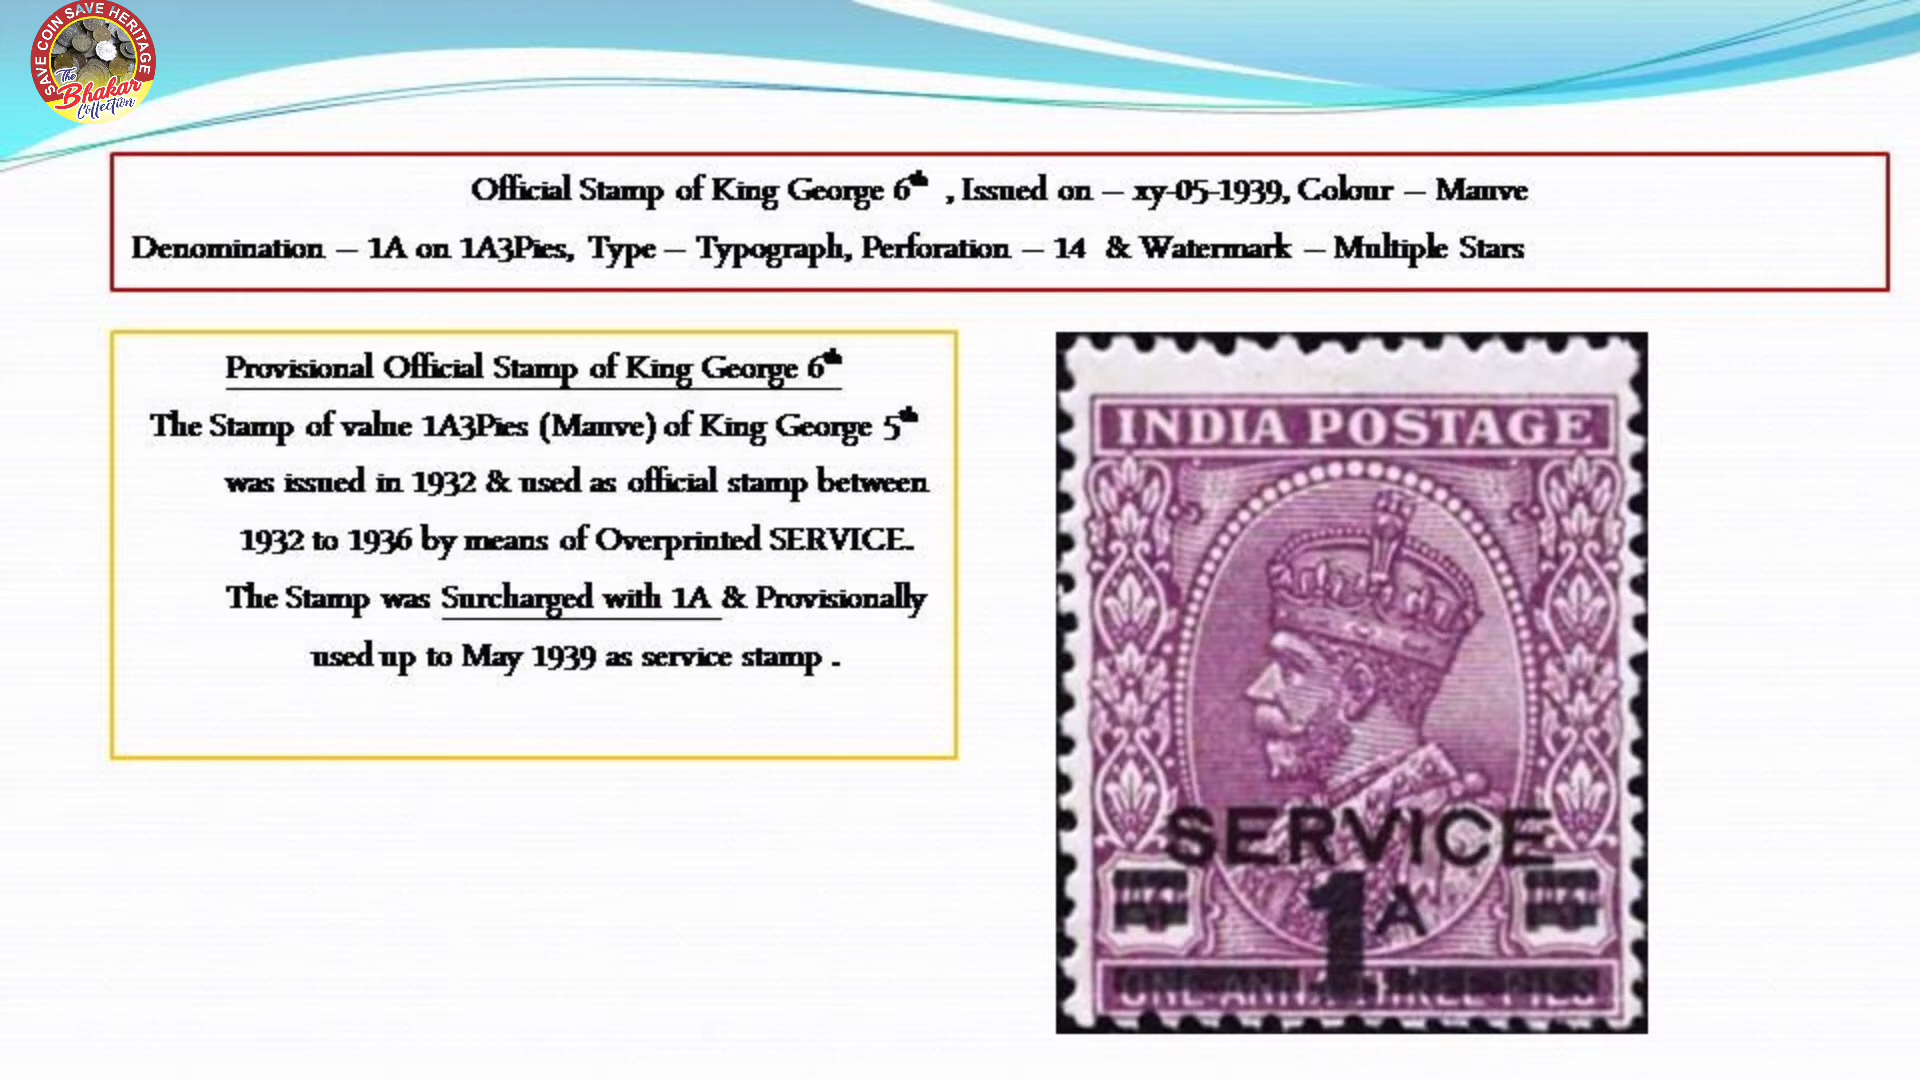 SAVE COIN SAVE HERITAGE
The
Bhakar
Collection
Official Stamp of King George 6th , Issued on – xy-05-1939, Colour – Mauve
Denomination – 1A on 1A3Pies, Type – Typograph, Perforation – 14 & Watermark – Multiple Stars
Provisional Official Stamp of King George 6th
The Stamp of value 1A3Pies (Mauve) of King George 5th
was issued in 1932 & used as official stamp between
1932 to 1936 by means of Overprinted SERVICE.
The Stamp was Surcharged with 1A & Provisionally
used up to May 1939 as service stamp .
INDIA POSTAGE
SERVICE
1A
ONE ANNA THREE PIES